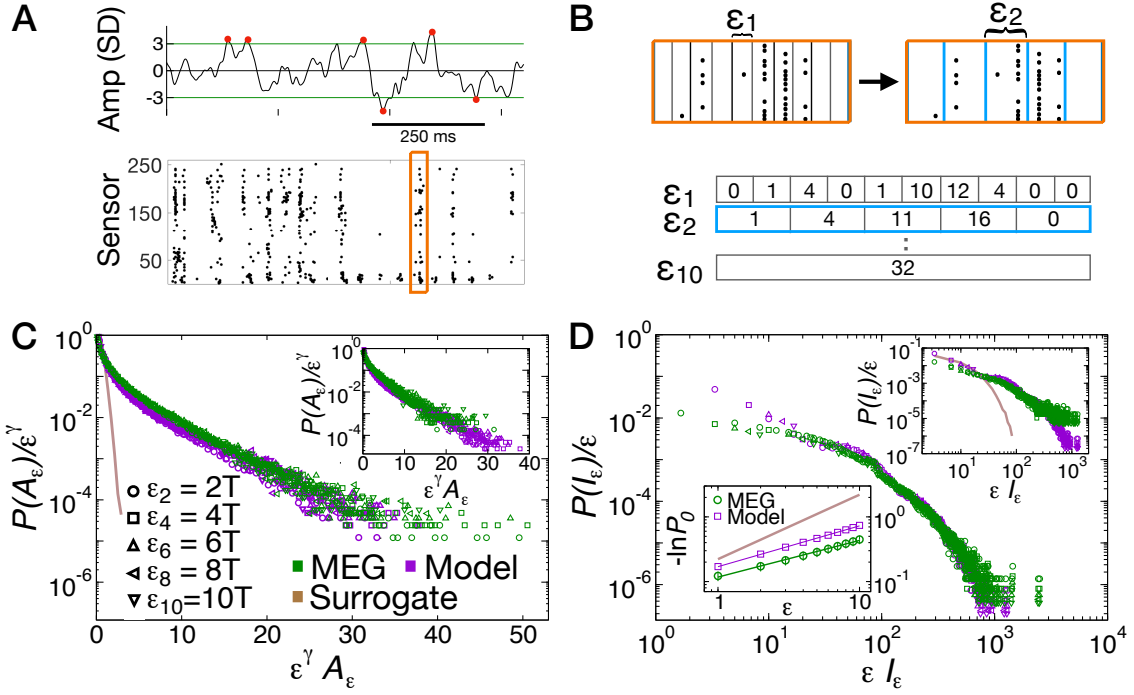 A
Amp (SD)
3
0
-3
250 ms
Sensor
250
150
50
B
ε1
ε2
ε1 0 1 4 0 1 10 12 4 0 0
ε2 1 4 11 16 0
ε10 32
C
P(Aε)/ε^γ
10^0
10^-2
10^-4
10^-6
0 10 20 30 40 50
ε^γ Aε
ε2 = 2T
ε4 = 4T
ε6 = 6T
ε8 = 8T
ε10=10T
MEG Model
Surrogate
P(Aε)/ε^γ
10^0
10^-2
10^-4
0 10 20 30 40
ε^γ Aε
D
P(Iε)/ε
10^0
10^-2
10^-4
10^-6
10^0 10^1 10^2 10^3 10^4
ε Iε
P(Iε)/ε
10^-1
10^-3
10^-5
10^-7
10^1 10^2 10^3
ε Iε
MEG
Model
-lnP0
10^0
10^-1
1 ε 10